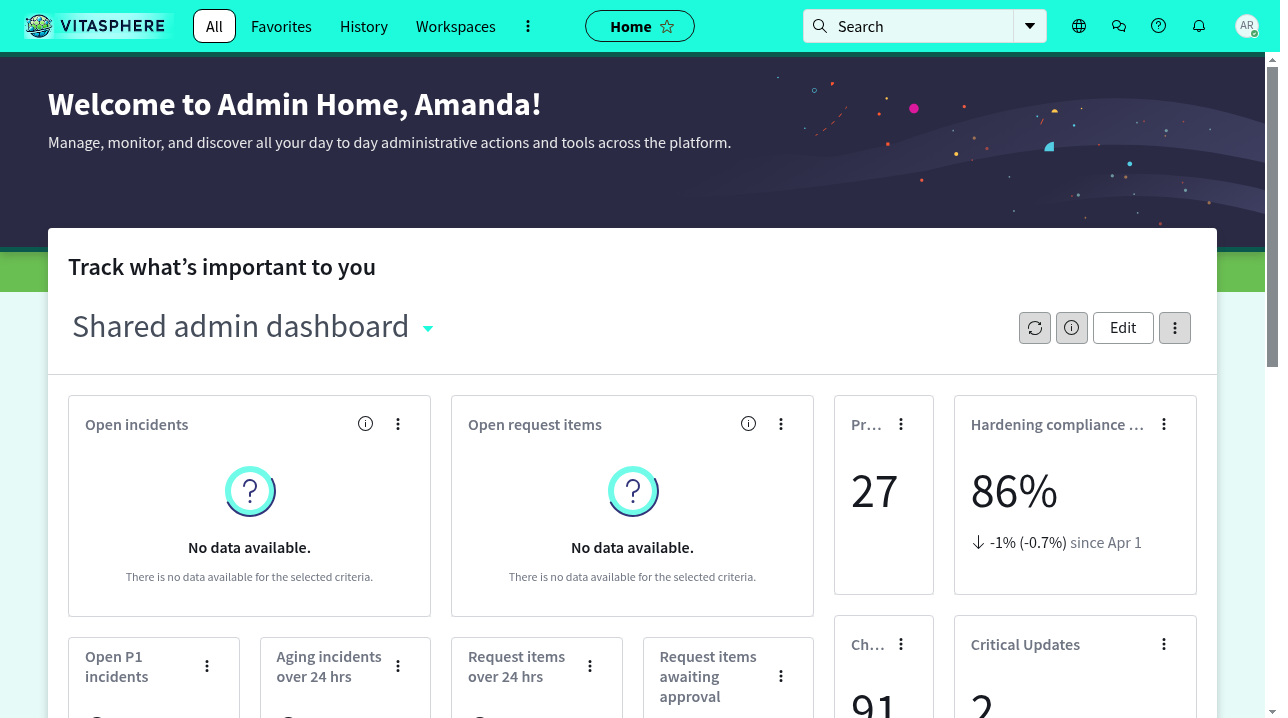 VITASPHERE
All
Favorites
History
Workspaces
Home
Search
AR
Welcome to Admin Home, Amanda!
Manage, monitor, and discover all your day to day administrative actions and tools across the platform.
Track what's important to you
Shared admin dashboard
Edit
Open incidents
No data available.
There is no data available for the selected criteria.
Open request items
No data available.
There is no data available for the selected criteria.
Pr...
27
Hardening compliance ...
86%
-1% (-0.7%) since Apr 1
Open P1
incidents
Aging incidents
over 24 hrs
Request items
over 24 hrs
Request items
awaiting
approval
Ch...
91
Critical Updates
2